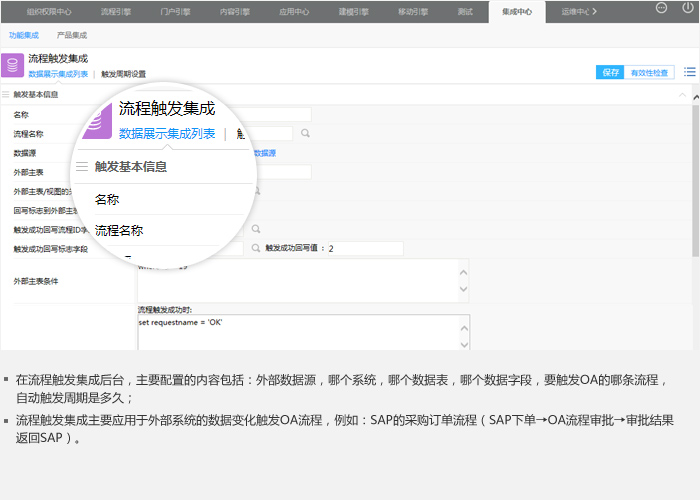 组织权限中心 流程引擎 门户引擎 内容引擎 应用中心 建模引擎 移动引擎 测试 集成中心 运维中心
功能集成 产品集成
流程触发集成
数据展示集成列表 | 触发周期设置
保存 有效性检查
触发基本信息
名称
流程名称
数据源
数据源
外部主表
外部主表/视图的
回写标志到外部主
触发成功回写流程ID字
触发成功回写标志字段
触发成功回写值 : 2
外部主表条件
流程触发成功时:
set requestname = 'OK'
流程触发集成
数据展示集成列表 |
触发基本信息
名称
流程名称
在流程触发集成后台，主要配置的内容包括：外部数据源，哪个系统，哪个数据表，哪个数据字段，要触发OA的哪条流程，
自动触发周期是多久；
流程触发集成主要应用于外部系统的数据变化触发OA流程，例如：SAP的采购订单流程（SAP下单→OA流程审批→审批结果
返回SAP）。